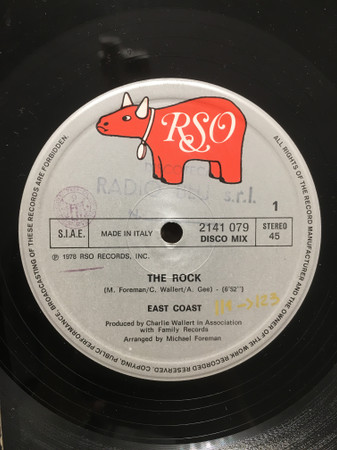 RSO
RADIO
s.r.l.
S.I.A.E.
MADE IN ITALY
2141 079
DISCO MIX
1
STEREO
45
℗ 1978 RSO RECORDS, INC.
THE ROCK
(M. Foreman/C. Wallert/A. Gee) - (6'52")
EAST COAST
Produced by Charlie Wallert in Association
with Family Records
Arranged by Michael Foreman
ALL RIGHTS OF THE RECORD MANUFACTURER AND THE OWNER OF THE WORK RECORDED RESERVED. COPYING, PUBLIC PERFORMANCE, BROADCASTING OF THESE RECORDS ARE FORBIDDEN.